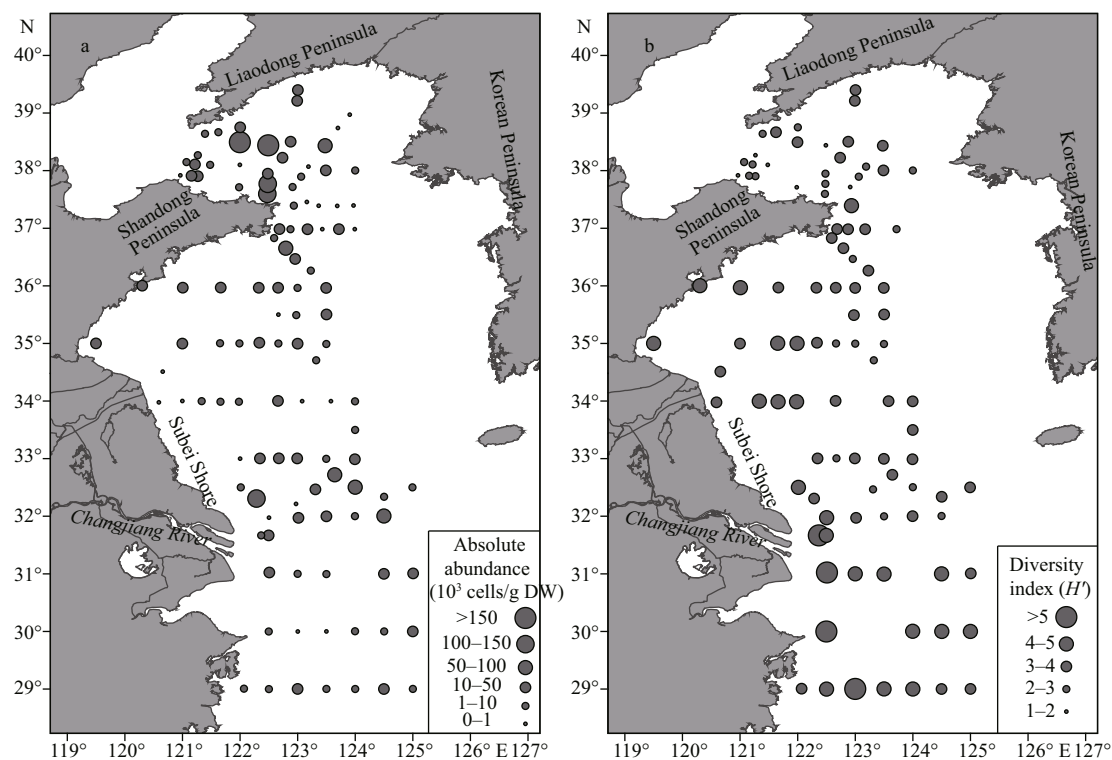 N
a
40°
39°
38°
37°
36°
35°
34°
33°
32°
31°
30°
29°
Liaodong Peninsula
Korean Peninsula
Shandong
Peninsula
Subei Shore
Changjiang River
Absolute
abundance
(10³ cells/g DW)
>150
100–150
50–100
10–50
1–10
0–1
119° 120° 121° 122° 123° 124° 125° 126° E 127°
N
b
40°
39°
38°
37°
36°
35°
34°
33°
32°
31°
30°
29°
Liaodong Peninsula
Korean Peninsula
Shandong
Peninsula
Subei Shore
Changjiang River
Diversity
index (H′)
>5
4–5
3–4
2–3
1–2
119° 120° 121° 122° 123° 124° 125° 126° E 127°